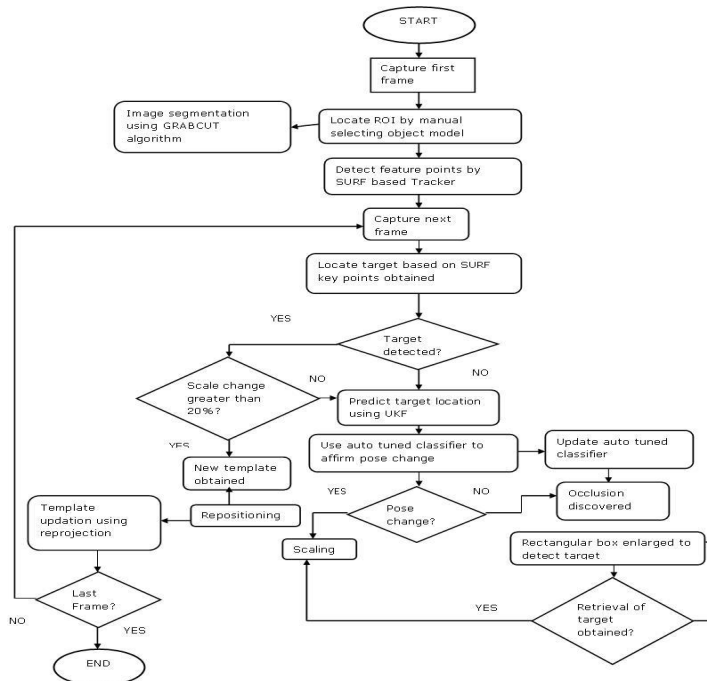 START
Capture first
frame
Image segmentation
using GRABCUT
algorithm
Locate ROI by manual
selecting object model
Detect feature points by
SURF based Tracker
Capture next
frame
Locate target based on SURF
key points obtained
YES
Target
detected?
NO
Scale change
greater than
20%?
NO
Predict target location
using UKF
YES
Use auto tuned classifier to
affirm pose change
Update auto tuned
classifier
New template
obtained
YES
Pose
change?
NO
Occlusion
discovered
Template
updation using
reprojection
Repositioning
Scaling
Rectangular box enlarged to
detect target
Last
Frame?
NO
YES
YES
Retrieval of
target
obtained?
END